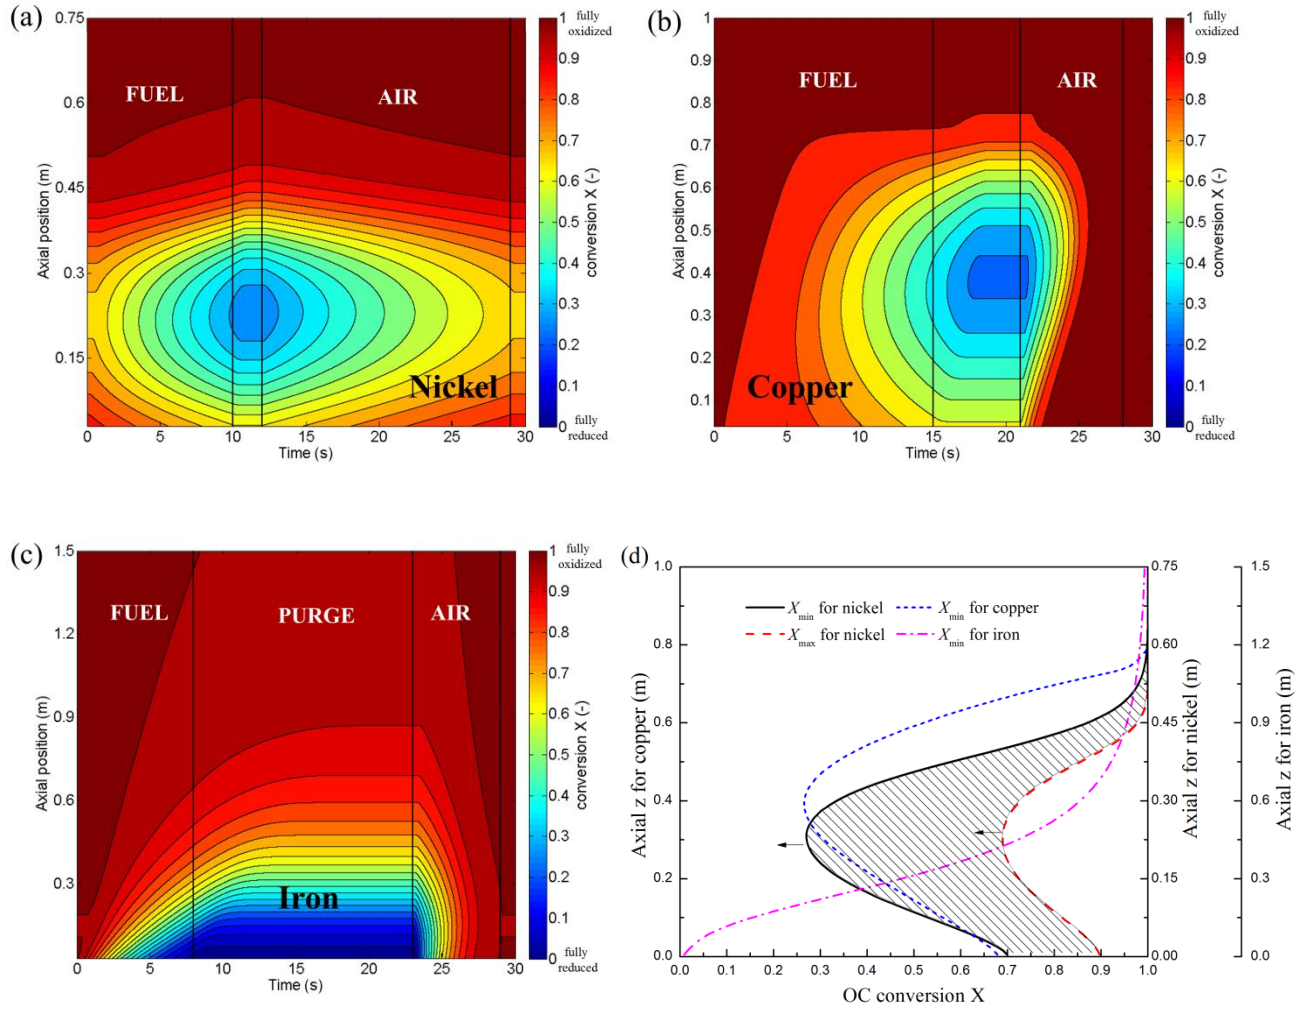 (a)
0.75
0.6
0.45
0.3
0.15
Axial position (m)
FUEL
AIR
Nickel
0 5 10 15 20 25 30
Time (s)
1 fully oxidized
0.9
0.8
0.7
0.6
0.5
0.4
0.3
0.2
0.1
0 fully reduced
conversion X (-)
(b)
1
0.9
0.8
0.7
0.6
0.5
0.4
0.3
0.2
0.1
Axial position (m)
FUEL
AIR
Copper
0 5 10 15 20 25 30
Time (s)
1 fully oxidized
0.9
0.8
0.7
0.6
0.5
0.4
0.3
0.2
0.1
0 fully reduced
conversion X (-)
(c)
1.5
1.2
0.9
0.6
0.3
Axial position (m)
FUEL
PURGE
AIR
Iron
0 5 10 15 20 25 30
Time (s)
1 fully oxidized
0.9
0.8
0.7
0.6
0.5
0.4
0.3
0.2
0.1
0 fully reduced
conversion X (-)
(d)
1.0
0.8
0.6
0.4
0.2
0.0
Axial z for copper (m)
Xmin for nickel
Xmin for copper
Xmax for nickel
Xmin for iron
0.0 0.1 0.2 0.3 0.4 0.5 0.6 0.7 0.8 0.9 1.0
OC conversion X
0.75
0.60
0.45
0.30
0.15
0.00
Axial z for nickel (m)
1.5
1.2
0.9
0.6
0.3
0.0
Axial z for iron (m)